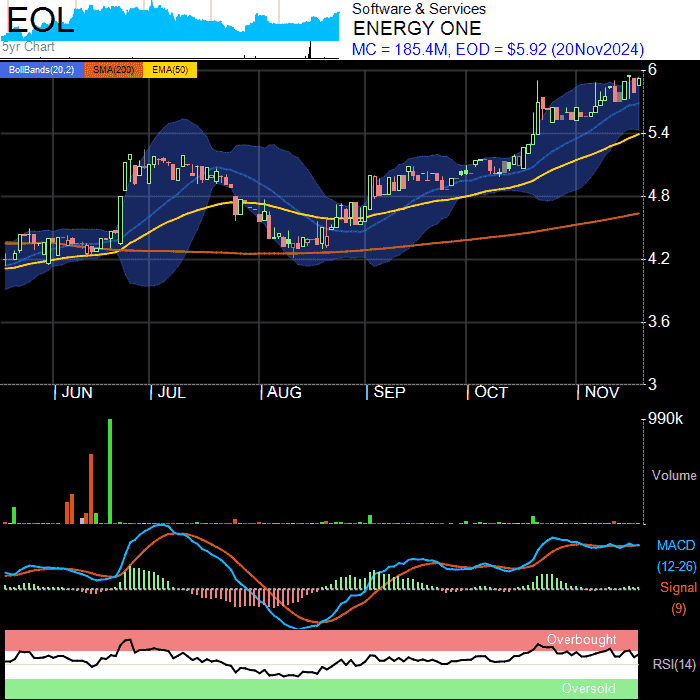 EOL
5yr Chart
Software & Services
ENERGY ONE
MC = 185.4M, EOD = $5.92 (20Nov2024)
BollBands(20,2) SMA(200) EMA(50)
6
5.4
4.8
4.2
3.6
3
JUN JUL AUG SEP OCT NOV
990k
Volume
MACD
(12-26)
Signal
(9)
Overbought
RSI(14)
Oversold